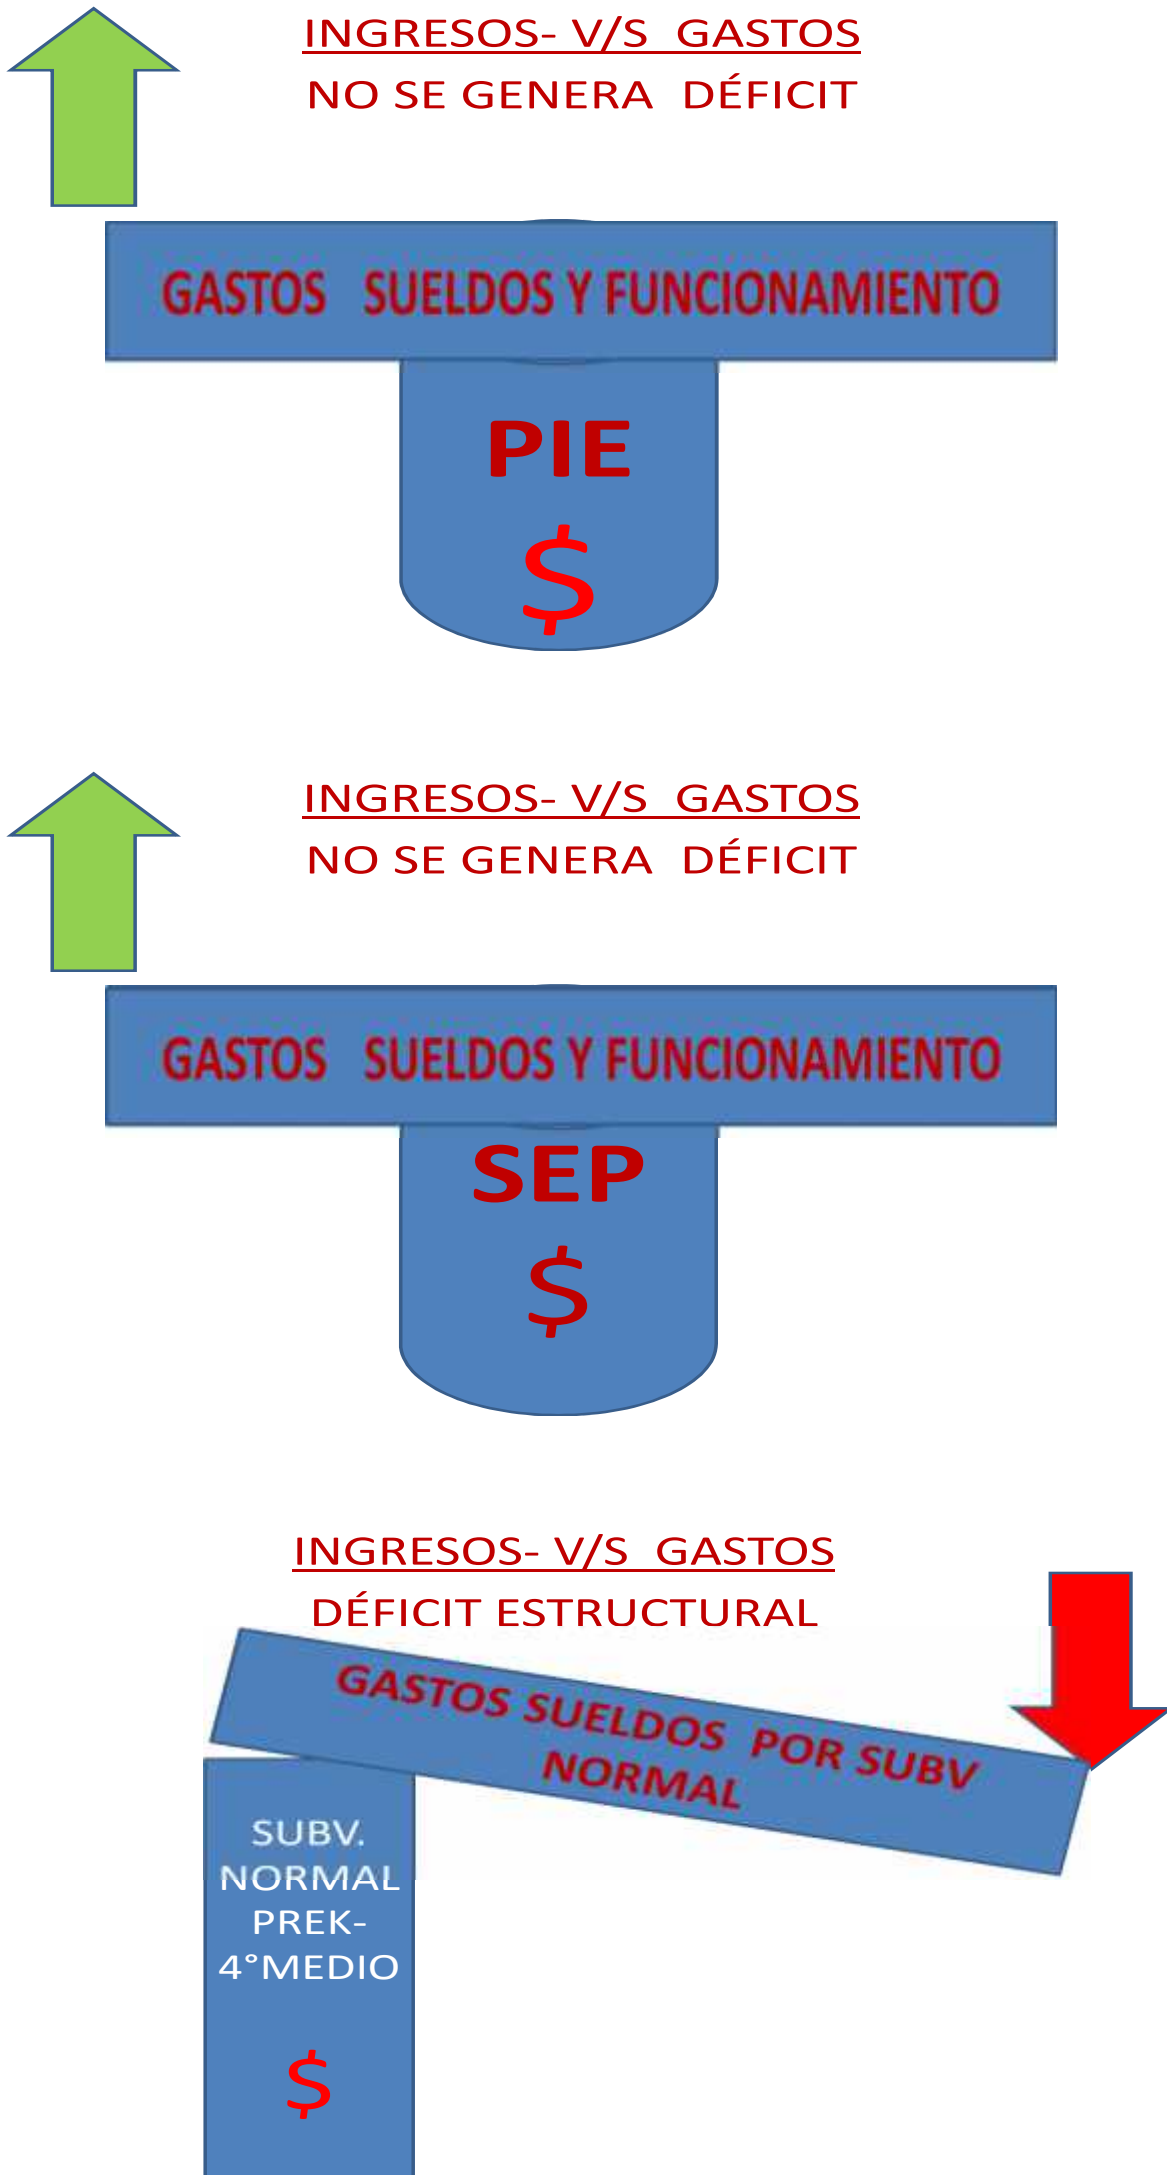 INGRESOS- V/S GASTOS
NO SE GENERA DÉFICIT
GASTOS SUELDOS Y FUNCIONAMIENTO
PIE
$
INGRESOS- V/S GASTOS
NO SE GENERA DÉFICIT
GASTOS SUELDOS Y FUNCIONAMIENTO
SEP
$
INGRESOS- V/S GASTOS
DÉFICIT ESTRUCTURAL
GASTOS SUELDOS POR SUBV
NORMAL
SUBV.
NORMAL
PREK-
4°MEDIO
$